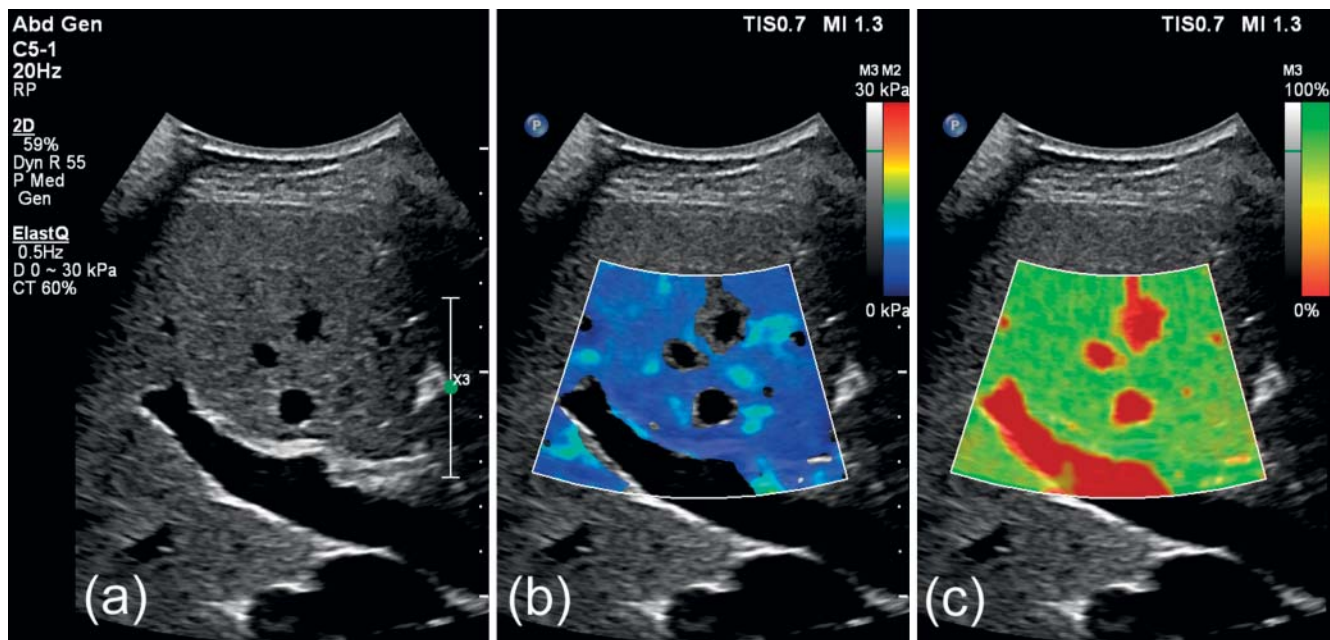 Abd Gen
C5-1
20Hz
RP
2D
59%
Dyn R 55
P Med
Gen
ElastQ
0.5Hz
D 0 ~ 30 kPa
CT 60%
X3
(a)
TIS0.7 MI 1.3
M3 M2
30 kPa
P
0 kPa
(b)
TIS0.7 MI 1.3
M3
100%
P
0%
(c)